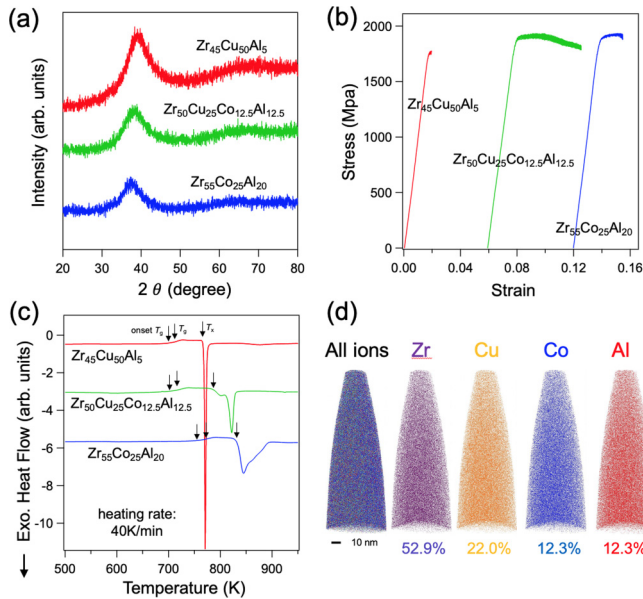 (a)
Zr45Cu50Al5
Zr50Cu25Co12.5Al12.5
Zr55Co25Al20
Intensity (arb. units)
20 30 40 50 60 70 80
2 θ (degree)
(b)
2000
1600
1200
800
400
0
Stress (Mpa)
Zr45Cu50Al5
Zr50Cu25Co12.5Al12.5
Zr55Co25Al20
0.00 0.04 0.08 0.12 0.16
Strain
(c)
0
-2
-4
-6
-8
-10
Exo. Heat Flow (arb. units)
onset Tg Tg Tx
Zr45Cu50Al5
Zr50Cu25Co12.5Al12.5
Zr55Co25Al20
heating rate:
40K/min
500 600 700 800 900
Temperature (K)
(d)
All ions Zr Cu Co Al
10 nm
52.9% 22.0% 12.3% 12.3%